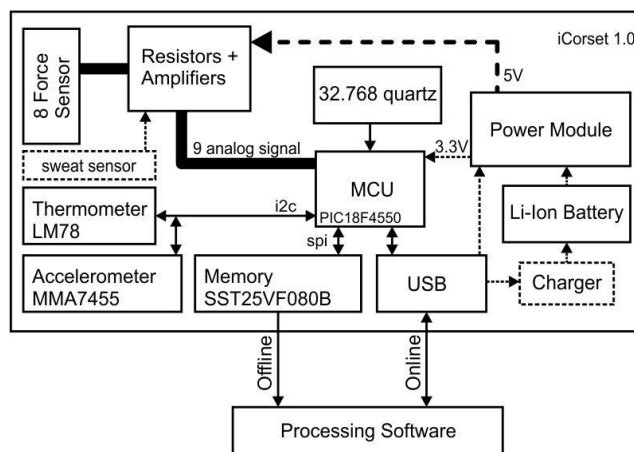 iCorset 1.0
8 Force
Sensor
Resistors +
Amplifiers
5V
32.768 quartz
Power Module
sweat sensor
9 analog signal
3.3V
MCU
PIC18F4550
Thermometer
LM78
i2c
Li-Ion Battery
spi
Accelerometer
MMA7455
Memory
SST25VF080B
USB
Charger
Offline
Online
Processing Software